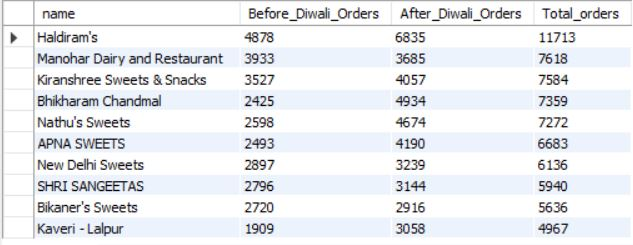 name Before_Diwali_Orders After_Diwali_Orders Total_orders
Haldiram's 4878 6835 11713
Manohar Dairy and Restaurant 3933 3685 7618
Kiranshree Sweets & Snacks 3527 4057 7584
Bhikharam Chandmal 2425 4934 7359
Nathu's Sweets 2598 4674 7272
APNA SWEETS 2493 4190 6683
New Delhi Sweets 2897 3239 6136
SHRI SANGEETAS 2796 3144 5940
Bikaner's Sweets 2720 2916 5636
Kaveri - Lalpur 1909 3058 4967